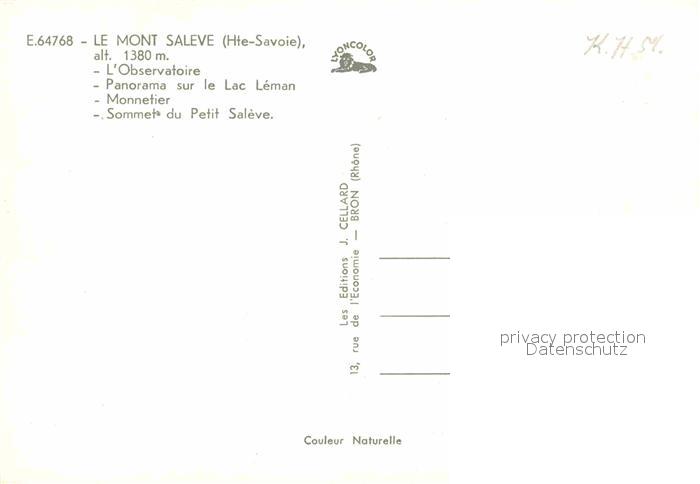 E.64768 - LE MONT SALEVE (Hte-Savoie),
alt. 1380 m.
- L'Observatoire
- Panorama sur le Lac Léman
- Monnetier
- Sommets du Petit Salève.
LYONCOLOR
K.H 59.
Les Editions J. CELLARD
13, rue de l'Economie — BRON (Rhône)
privacy protection
Datenschutz
Couleur Naturelle